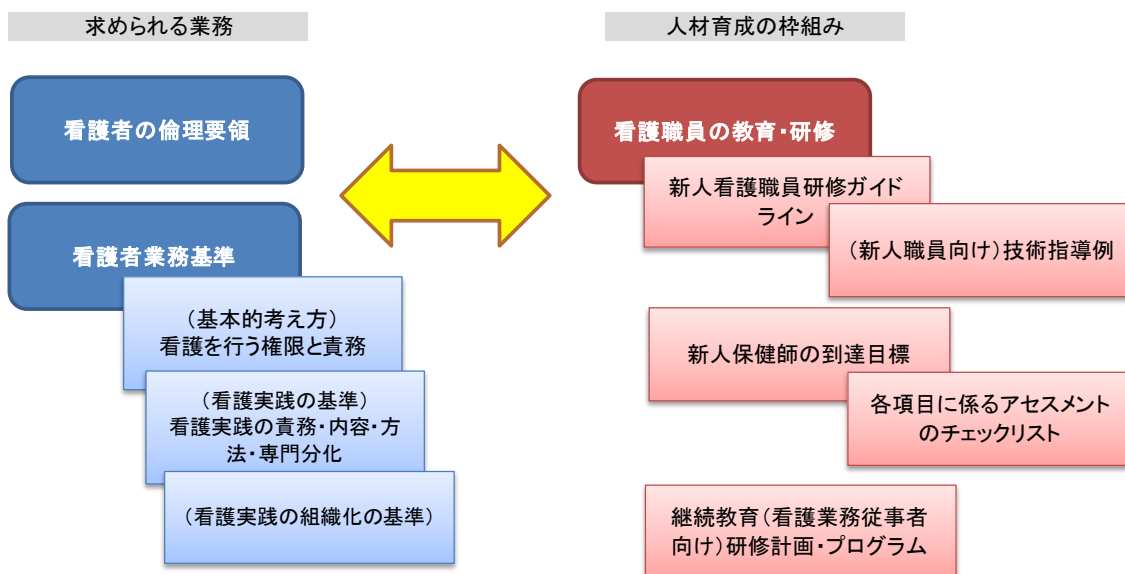 求められる業務
看護者の倫理要領
看護者業務基準
（基本的考え方）
看護を行う権限と責務
（看護実践の基準）
看護実践の責務・内容・方
法・専門分化
（看護実践の組織化の基準）
人材育成の枠組み
看護職員の教育・研修
新人看護職員研修ガイド
ライン
（新人職員向け）技術指導例
新人保健師の到達目標
各項目に係るアセスメント
のチェックリスト
継続教育（看護業務従事者
向け）研修計画・プログラム